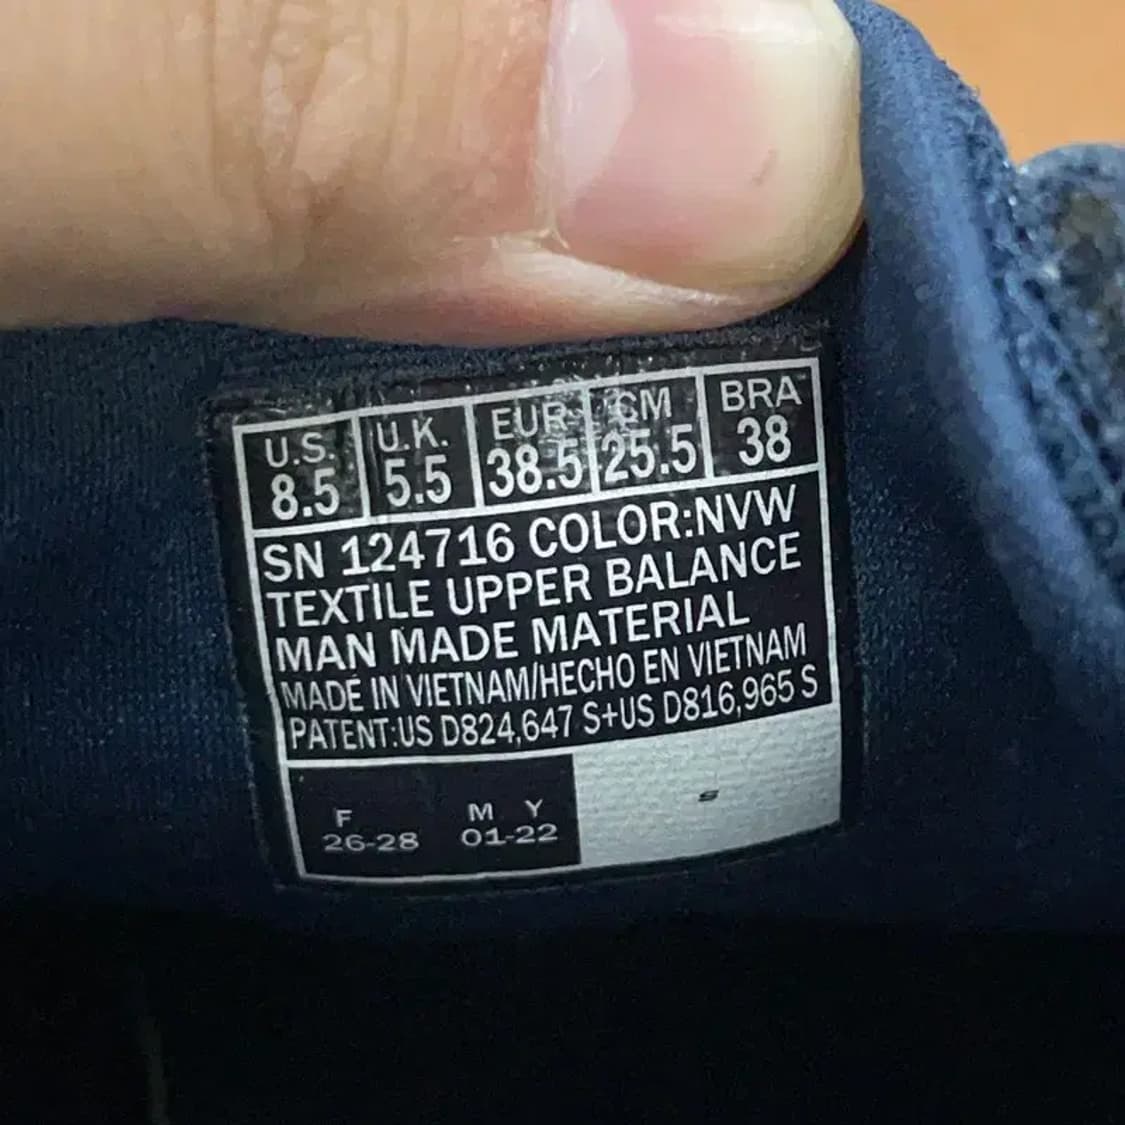 U.S. U.K. EUR CM BRA
8.5 5.5 38.5 25.5 38
SN 124716 COLOR:NVW
TEXTILE UPPER BALANCE
MAN MADE MATERIAL
MADE IN VIETNAM/HECHO EN VIETNAM
PATENT:US D824,647 S+US D816,965 S
F M Y
26-28 01-22
S